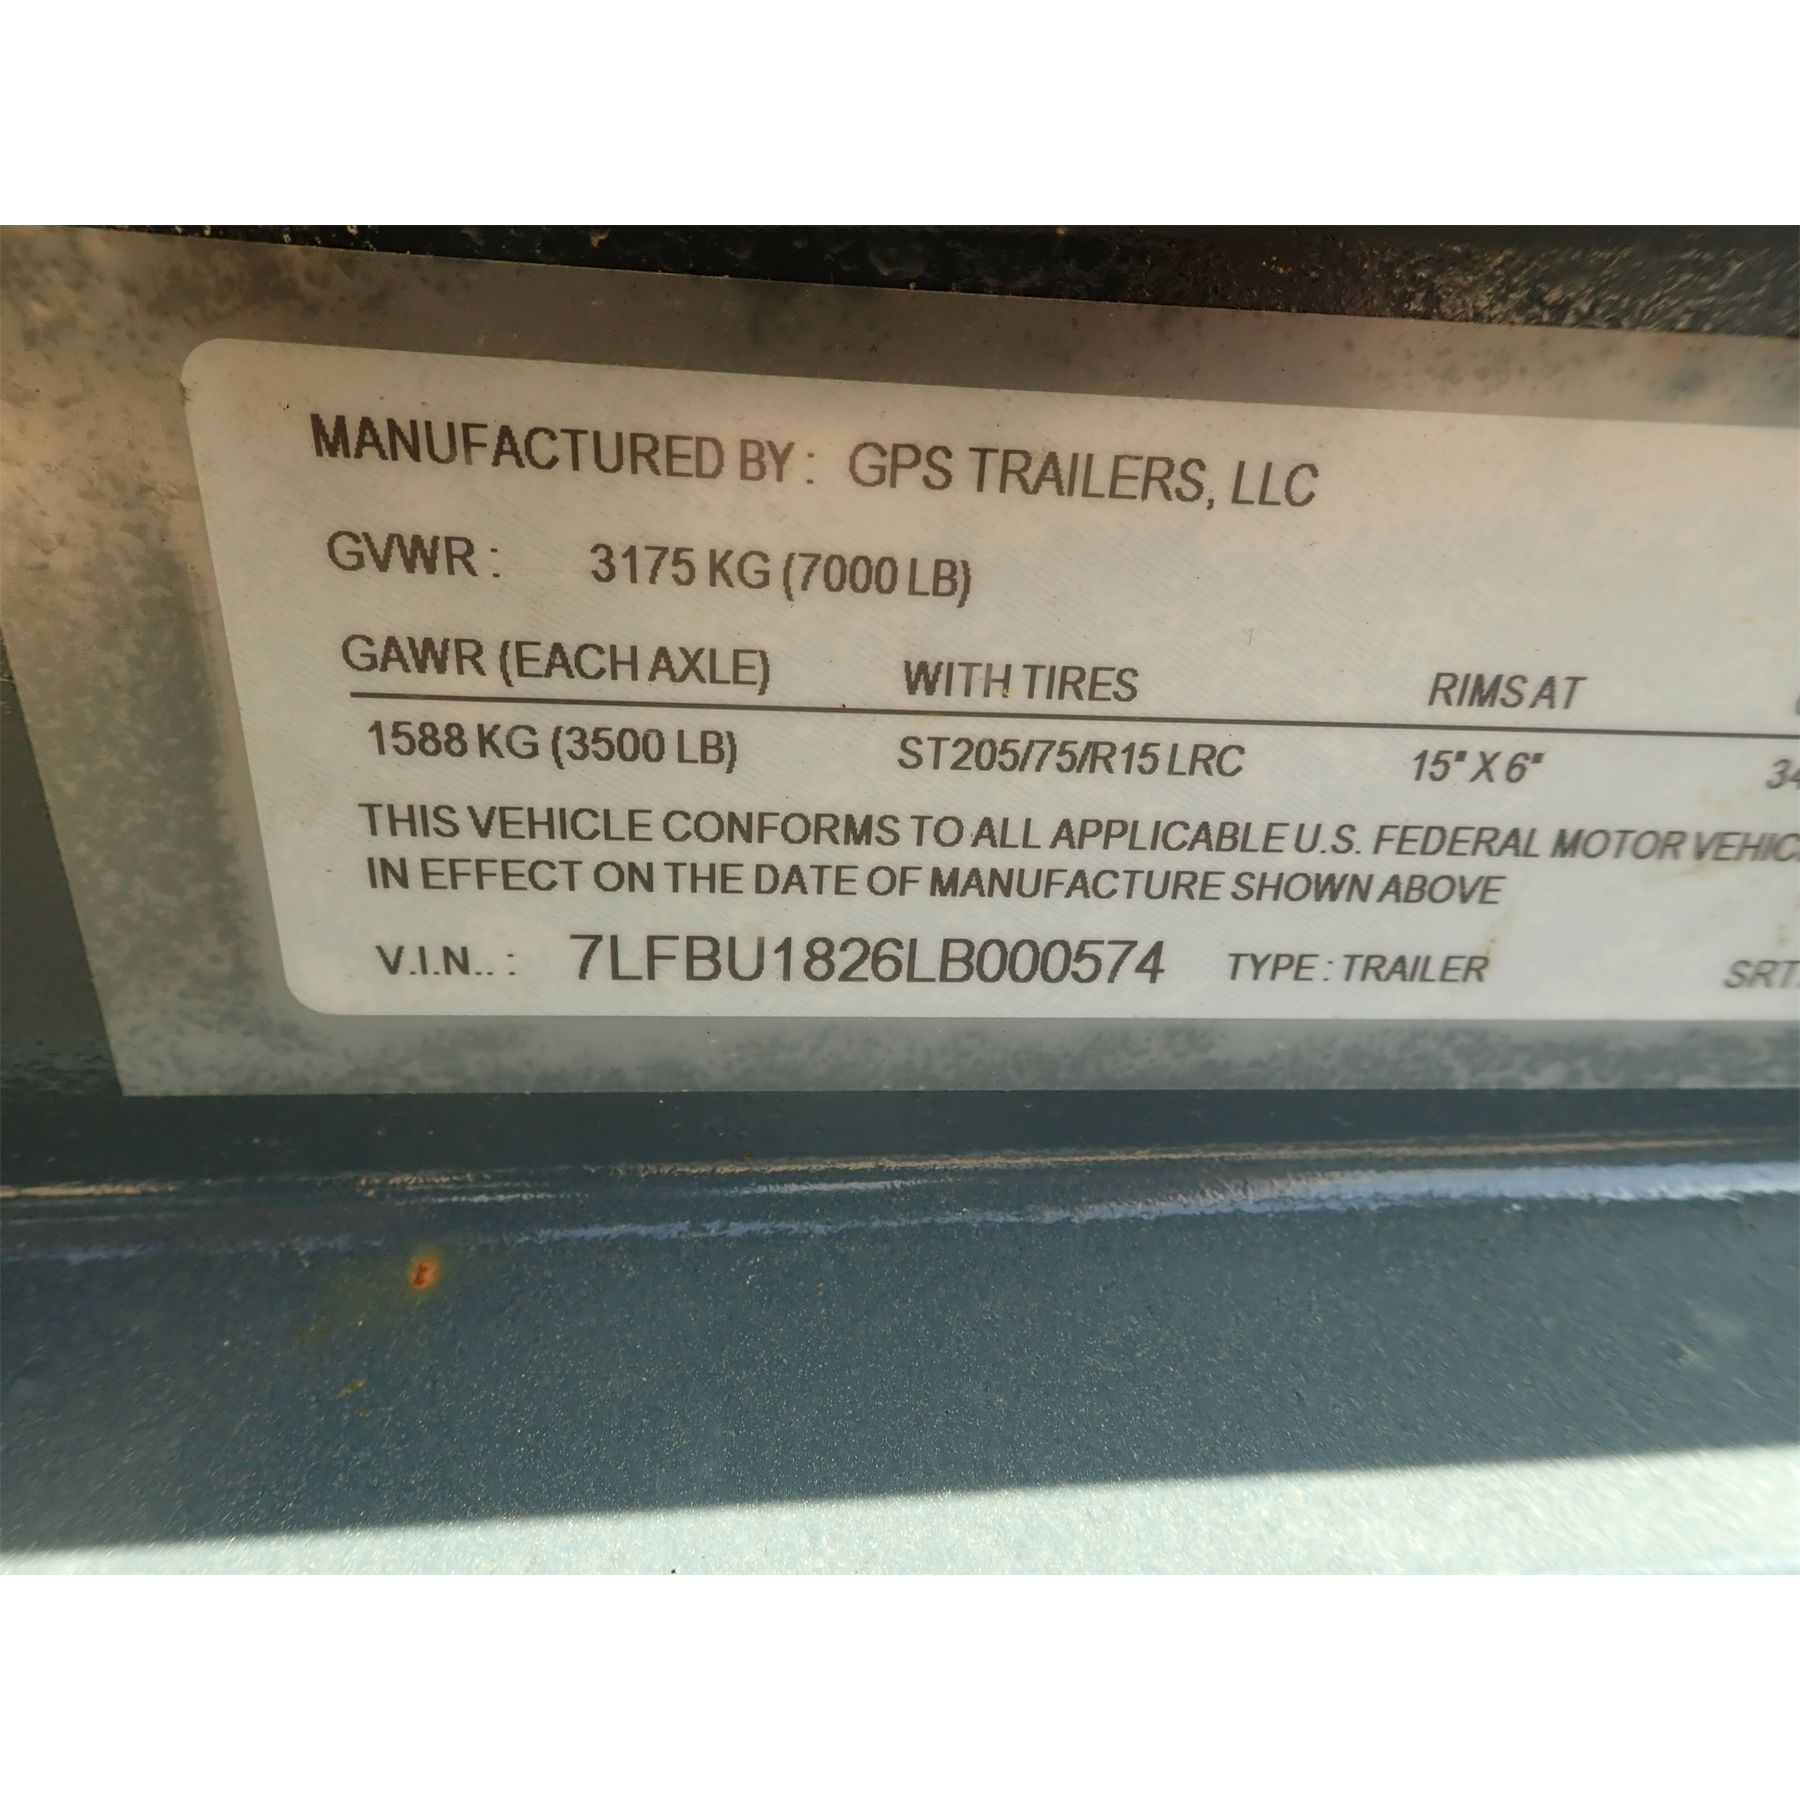 MANUFACTURED BY: GPS TRAILERS, LLC
GVWR: 3175 KG (7000 LB)
GAWR (EACH AXLE) WITH TIRES RIMS AT
1588 KG (3500 LB) ST205/75/R15 LRC 15" X 6"
THIS VEHICLE CONFORMS TO ALL APPLICABLE U.S. FEDERAL MOTOR VEHIC
IN EFFECT ON THE DATE OF MANUFACTURE SHOWN ABOVE
V.I.N..: 7LFBU1826LB000574 TYPE: TRAILER SRT